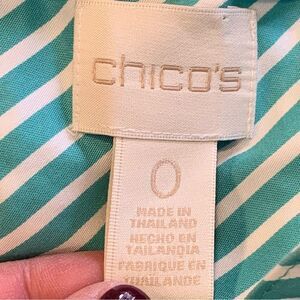 chico's
0
MADE IN
THAILAND
HECHO EN
TAILANDIA
FABRIQUE EN
THAILANDE